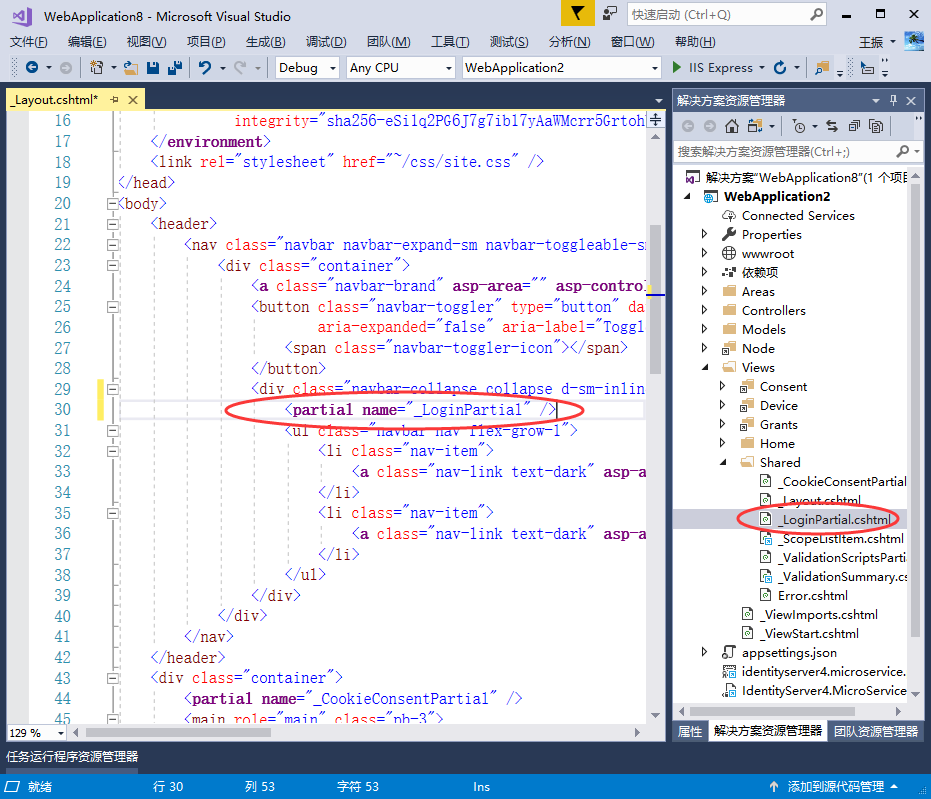 WebApplication8 - Microsoft Visual Studio
快速启动 (Ctrl+Q)
文件(F) 编辑(E) 视图(V) 项目(P) 生成(B) 调试(D) 团队(M) 工具(T) 测试(S) 分析(N) 窗口(W) 帮助(H) 王振
Debug Any CPU WebApplication2 IIS Express
_Layout.cshtml*
16 integrity="sha256-eSi1q2PG6J7g7ib17yAaWMcrr5Grtoh
17 </environment>
18 <link rel="stylesheet" href="~/css/site.css" />
19 </head>
20 <body>
21 <header>
22 <nav class="navbar navbar-expand-sm navbar-toggleable-sm
23 <div class="container">
24 <a class="navbar-brand" asp-area="" asp-control
25 <button class="navbar-toggler" type="button" da
26 aria-expanded="false" aria-label="Toggl
27 <span class="navbar-toggler-icon"></span>
28 </button>
29 <div class="navbar-collapse collapse d-sm-inlin
30 <partial name="_LoginPartial" />
31 <ul class="navbar-nav flex-grow-1">
32 <li class="nav-item">
33 <a class="nav-link text-dark" asp-a
34 </li>
35 <li class="nav-item">
36 <a class="nav-link text-dark" asp-a
37 </li>
38 </ul>
39 </div>
40 </div>
41 </nav>
42 </header>
43 <div class="container">
44 <partial name="_CookieConsentPartial" />
45 <main role="main" class="pb-3">
129 %
解决方案资源管理器
搜索解决方案资源管理器(Ctrl+;)
解决方案"WebApplication8"(1 个项目
WebApplication2
Connected Services
Properties
wwwroot
依赖项
Areas
Controllers
Models
Node
Views
Consent
Device
Grants
Home
Shared
_CookieConsentPartial
_Layout.cshtml
_LoginPartial.cshtml
_ScopeListItem.cshtml
_ValidationScriptsParti
_ValidationSummary.cs
Error.cshtml
_ViewImports.cshtml
_ViewStart.cshtml
appsettings.json
identityserver4.microservice.
IdentityServer4.MicroService
属性 解决方案资源管理器 团队资源管理器
任务运行程序资源管理器
就绪 行 30 列 53 字符 53 Ins 添加到源代码管理